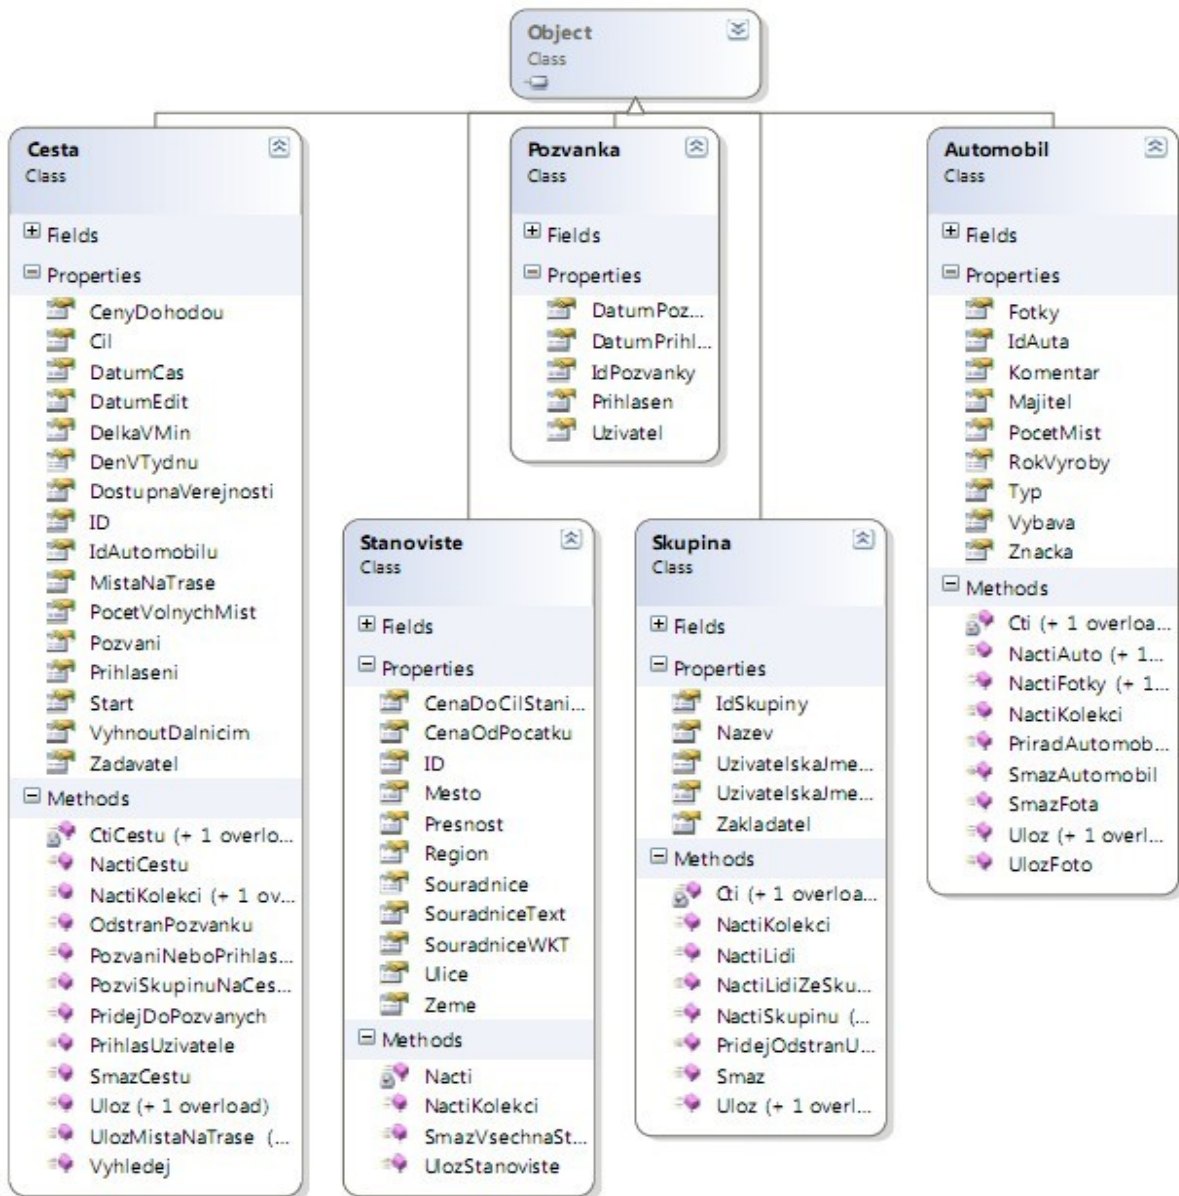 Object
Class
Cesta
Class
Fields
Properties
CenyDohodou
Cil
DatumCas
DatumEdit
DelkaVMin
DenVTydnu
DostupnaVerejnosti
ID
IdAutomobilu
MistaNaTrase
PocetVolnychMist
Pozvani
Prihlaseni
Start
VyhnoutDalnicim
Zadavatel
Methods
CtiCestu (+ 1 overlo...
NactiCestu
NactiKolekci (+ 1 ov...
OdstranPozvanku
PozvaniNeboPrihlas...
PozviSkupinuNaCes...
PridejDoPozvanych
PrihlasUzivatele
SmazCestu
Uloz (+ 1 overload)
UlozMistaNaTrase (...
Vyhledej
Pozvanka
Class
Fields
Properties
DatumPoz...
DatumPrihl...
IdPozvanky
Prihlasen
Uzivatel
Stanoviste
Class
Fields
Properties
CenaDoCilStani...
CenaOdPocatku
ID
Mesto
Presnost
Region
Souradnice
SouradniceText
SouradniceWKT
Ulice
Zeme
Methods
Nacti
NactiKolekci
SmazVsechnaSt...
UlozStanoviste
Skupina
Class
Fields
Properties
IdSkupiny
Nazev
UzivatelskaJme...
UzivatelskaJme...
Zakladatel
Methods
Cti (+ 1 overloa...
NactiKolekci
NactiLidi
NactiLidiZeSku...
NactiSkupinu (...
PridejOdstranU...
Smaz
Uloz (+ 1 overl...
Automobil
Class
Fields
Properties
Fotky
IdAuta
Komentar
Majitel
PocetMist
RokVyroby
Typ
Vybava
Znacka
Methods
Cti (+ 1 overloa...
NactiAuto (+ 1...
NactiFotky (+ 1...
NactiKolekci
PriradAutomob...
SmazAutomobil
SmazFota
Uloz (+ 1 overl...
UlozFoto